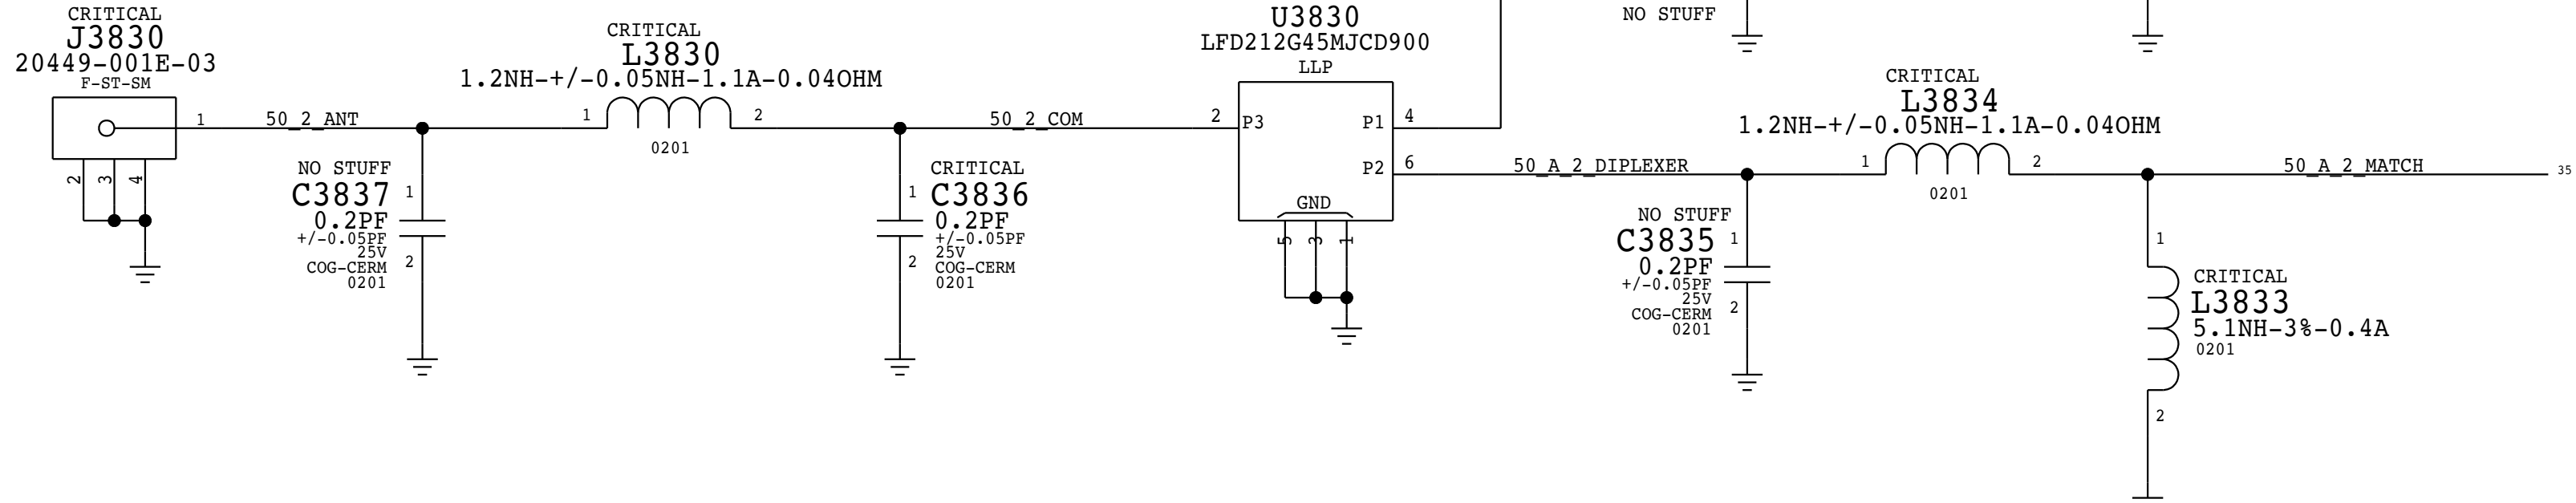 CRITICAL
J3830
20449-001E-03
F-ST-SM
1
2
3
4
50_2_ANT
NO STUFF
C3837
0.2PF
+/-0.05PF
25V
COG-CERM
0201
1
2
CRITICAL
L3830
1.2NH-+/-0.05NH-1.1A-0.04OHM
1
2
0201
CRITICAL
C3836
0.2PF
+/-0.05PF
25V
COG-CERM
0201
1
2
50_2_COM
U3830
LFD212G45MJCD900
LLP
2
P3
P1
4
P2
6
GND
5
3
1
NO STUFF
50_A_2_DIPLEXER
NO STUFF
C3835
0.2PF
+/-0.05PF
25V
COG-CERM
0201
1
2
CRITICAL
L3834
1.2NH-+/-0.05NH-1.1A-0.04OHM
1
2
0201
50_A_2_MATCH
35
1
CRITICAL
L3833
5.1NH-3%-0.4A
0201
2